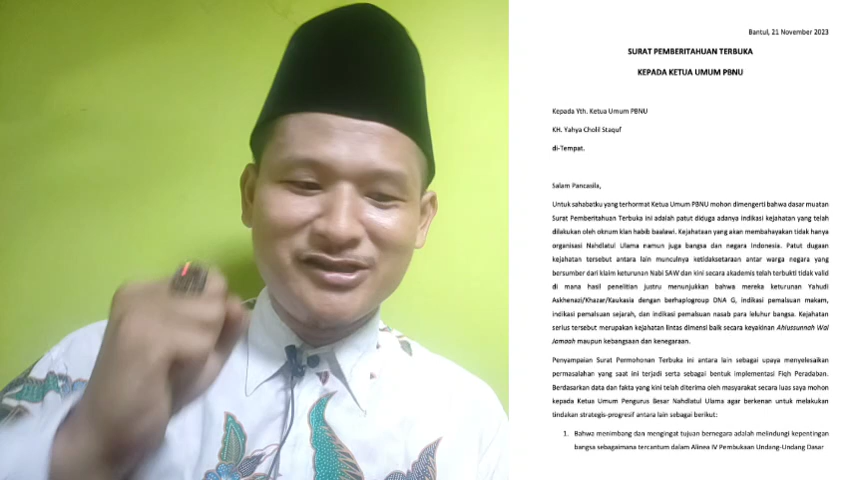 Bantul, 21 November 2023
SURAT PEMBERITAHUAN TERBUKA
KEPADA KETUA UMUM PBNU
Kepada Yth. Ketua Umum PBNU
KH. Yahya Cholil Staquf
di-Tempat.
Salam Pancasila,
Untuk sahabatku yang terhormat Ketua Umum PBNU mohon dimengerti bahwa dasar muatan
Surat Pemberitahuan Terbuka ini adalah patut diduga adanya indikasi kejahatan yang telah
dilakukan oleh oknum klan habib baalawi. Kejahataan yang akan membahayakan tidak hanya
organisasi Nahdlatul Ulama namun juga bangsa dan negara Indonesia. Patut dugaan
kejahatan tersebut antara lain munculnya ketidaksetaraan antar warga negara yang
bersumber dari klaim keturunan Nabi SAW dan kini secara akademis telah terbukti tidak valid
di mana hasil penelitian justru menunjukkan bahwa mereka keturunan Yahudi
Askhenazi/Khazar/Kaukasia dengan berhaplogroup DNA G, indikasi pemalsuan makam,
indikasi pemalsuan sejarah, dan indikasi pemalsuan nasab para leluhur bangsa. Kejahatan
serius tersebut merupakan kejahatan lintas dimensi baik secara keyakinan Ahlussunnah Wal
Jamaah maupun kebangsaan dan kenegaraan.
Penyampaian Surat Permohonan Terbuka ini antara lain sebagai upaya menyelesaikan
permasalahan yang saat ini terjadi serta sebagai bentuk implementasi Fiqh Peradaban.
Berdasarkan data dan fakta yang kini telah diterima oleh masyarakat secara luas saya mohon
kepada Ketua Umum Pengurus Besar Nahdlatul Ulama agar berkenan untuk melakukan
tindakan strategis-progresif antara lain sebagai berikut:
1. Bahwa menimbang dan mengingat tujuan bernegara adalah melindungi kepentingan
bangsa sebagaimana tercantum dalam Alinea IV Pembukaan Undang-Undang Dasar